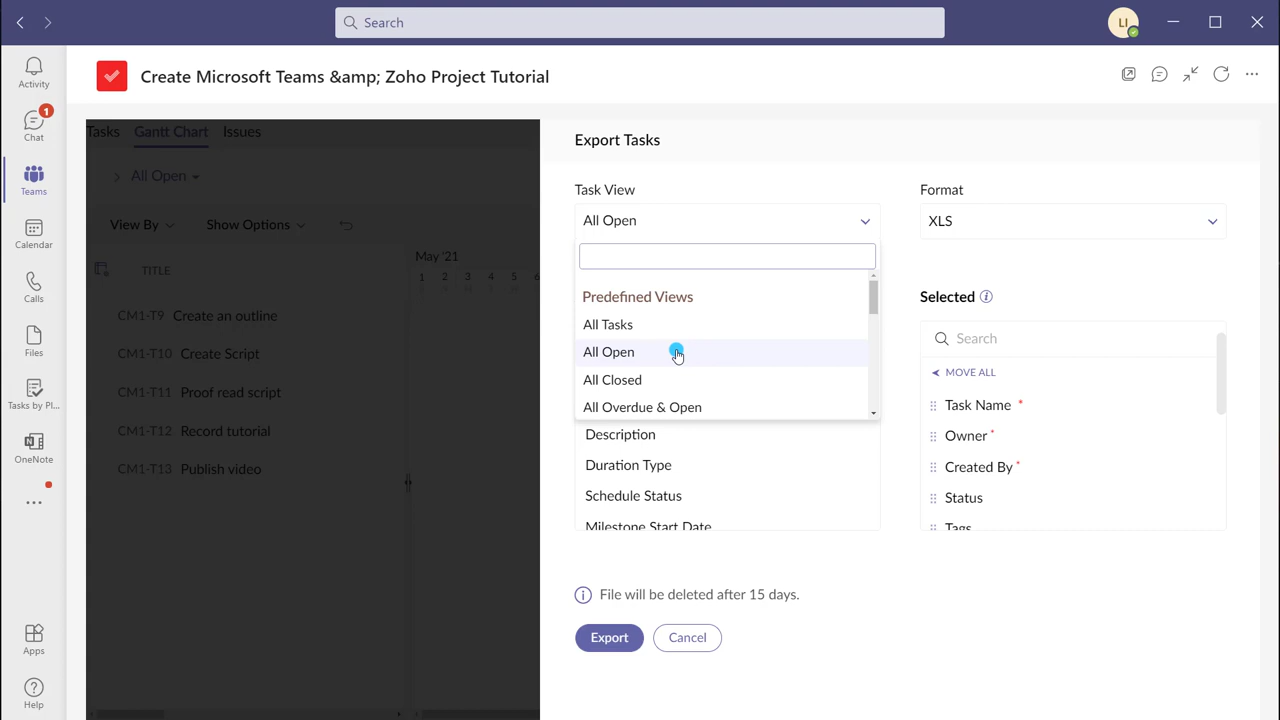 Search
LI
Activity
Chat
1
Teams
Calendar
Calls
Files
Tasks by Pl...
OneNote
Apps
Help
Create Microsoft Teams &amp; Zoho Project Tutorial
Tasks Gantt Chart Issues
All Open
View By Show Options
TITLE
May '21
1 2 3 4 5 6
CM1-T9 Create an outline
CM1-T10 Create Script
CM1-T11 Proof read script
CM1-T12 Record tutorial
CM1-T13 Publish video
Export Tasks
Task View
All Open
Predefined Views
All Tasks
All Open
All Closed
All Overdue & Open
Description
Duration Type
Schedule Status
Milestone Start Date
Format
XLS
Selected
Search
MOVE ALL
Task Name *
Owner *
Created By *
Status
Tags
File will be deleted after 15 days.
Export Cancel